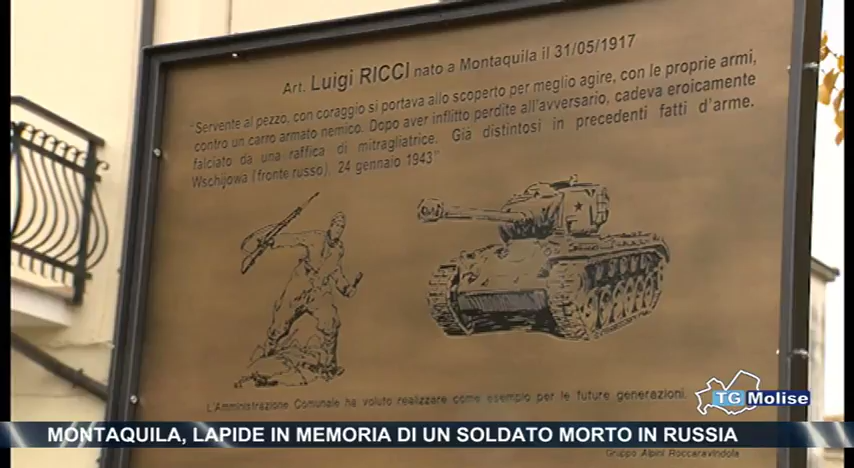 Art. Luigi RICCI nato a Montaquila il 31/05/1917
"Servente al pezzo, con coraggio si portava allo scoperto per meglio agire, con le proprie armi,
contro un carro armato nemico. Dopo aver inflitto perdite all'avversario, cadeva eroicamente
falciato da una raffica di mitragliatrice. Già distintosi in precedenti fatti d'arme.
Wschijowa (fronte russo), 24 gennaio 1943"
L'Amministrazione Comunale ha voluto realizzare come esempio per le future generazioni.
TG Molise
MONTAQUILA, LAPIDE IN MEMORIA DI UN SOLDATO MORTO IN RUSSIA
Gruppo Alpini Roccaravindola